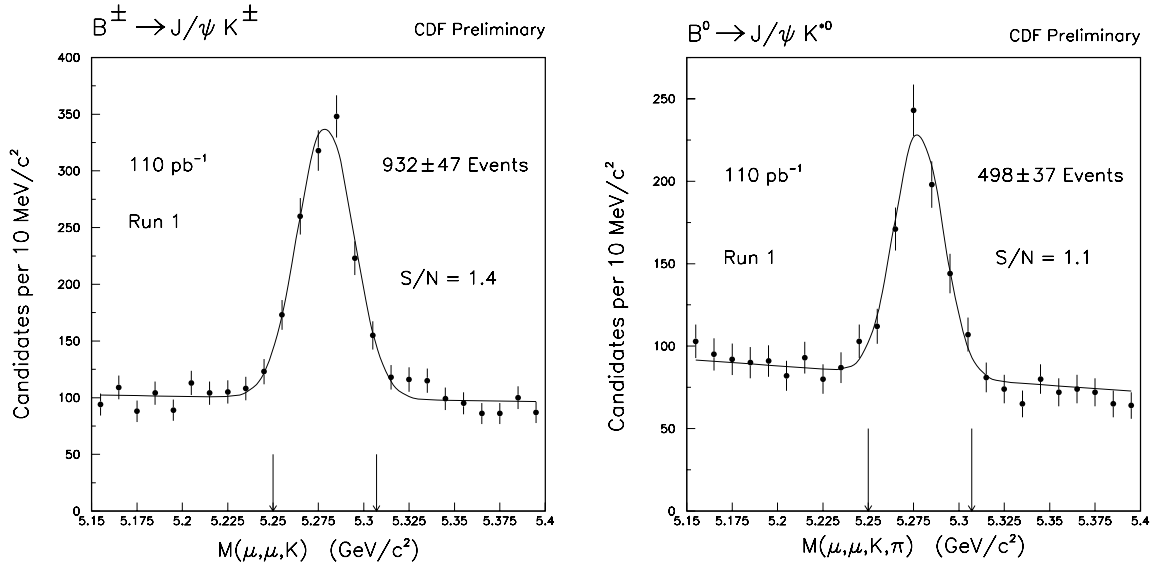 B± → J/ψ K±
CDF Preliminary
400
350
300
250
200
150
100
50
0
Candidates per 10 MeV/c²
110 pb⁻¹
932±47 Events
Run 1
S/N = 1.4
5.15 5.175 5.2 5.225 5.25 5.275 5.3 5.325 5.35 5.375 5.4
M(μ,μ,K) (GeV/c²)
B⁰ → J/ψ K*⁰
CDF Preliminary
250
200
150
100
50
0
Candidates per 10 MeV/c²
110 pb⁻¹
498±37 Events
Run 1
S/N = 1.1
5.15 5.175 5.2 5.225 5.25 5.275 5.3 5.325 5.35 5.375 5.4
M(μ,μ,K,π) (GeV/c²)